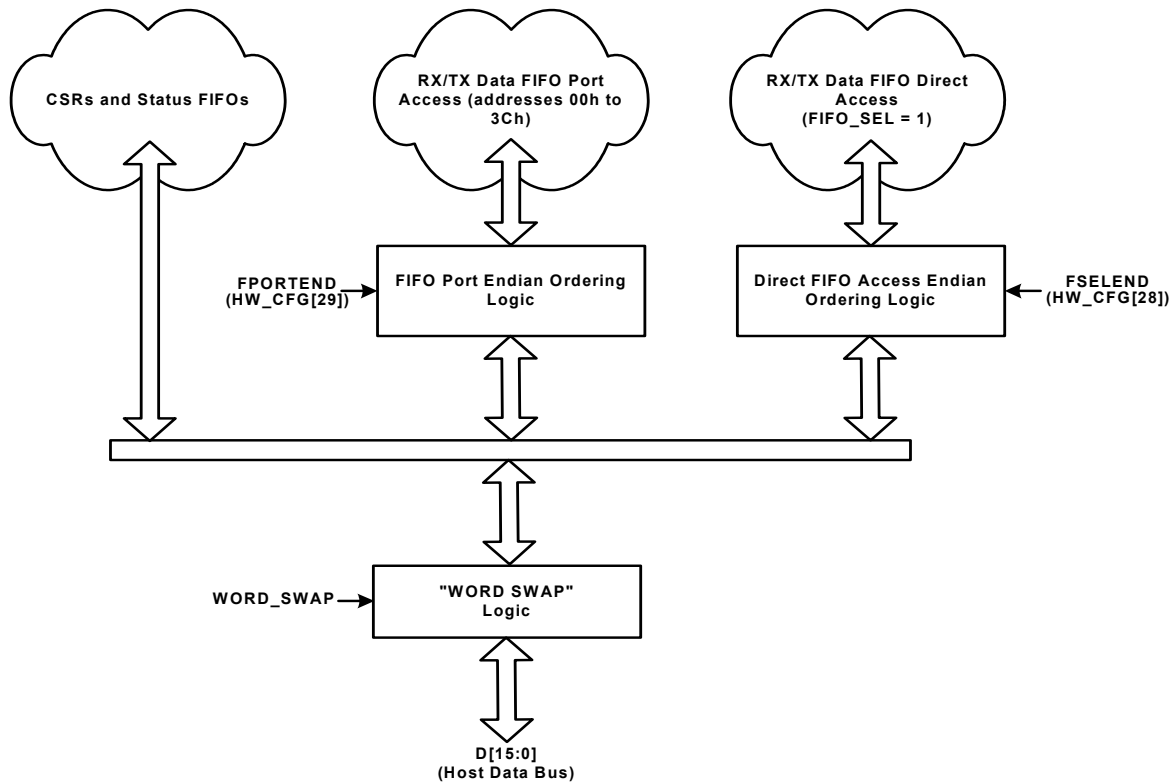 CSRs and Status FIFOs
RX/TX Data FIFO Port
Access (addresses 00h to
3Ch)
RX/TX Data FIFO Direct
Access
(FIFO_SEL = 1)
FPORTEND
(HW_CFG[29])
FIFO Port Endian Ordering
Logic
Direct FIFO Access Endian
Ordering Logic
FSELEND
(HW_CFG[28])
WORD_SWAP
"WORD SWAP"
Logic
D[15:0]
(Host Data Bus)